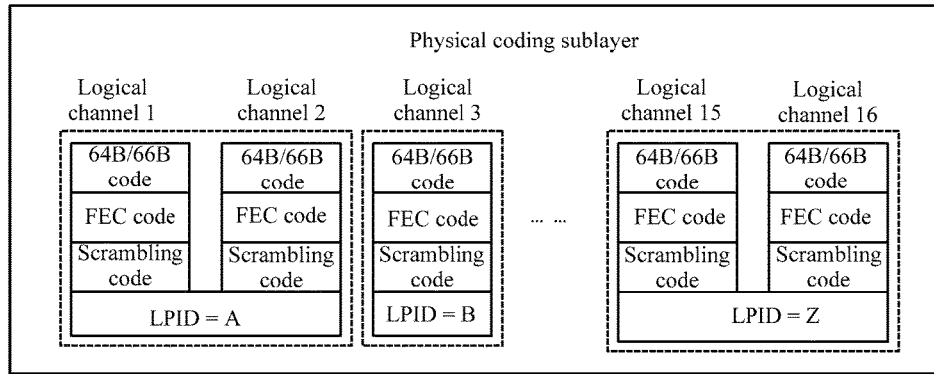 Physical coding sublayer
Logical
channel 1
Logical
channel 2
Logical
channel 3
Logical
channel 15
Logical
channel 16
64B/66B
code
64B/66B
code
64B/66B
code
64B/66B
code
64B/66B
code
FEC code
FEC code
FEC code
... ...
FEC code
FEC code
Scrambling
code
Scrambling
code
Scrambling
code
Scrambling
code
Scrambling
code
LPID = A
LPID = B
LPID = Z